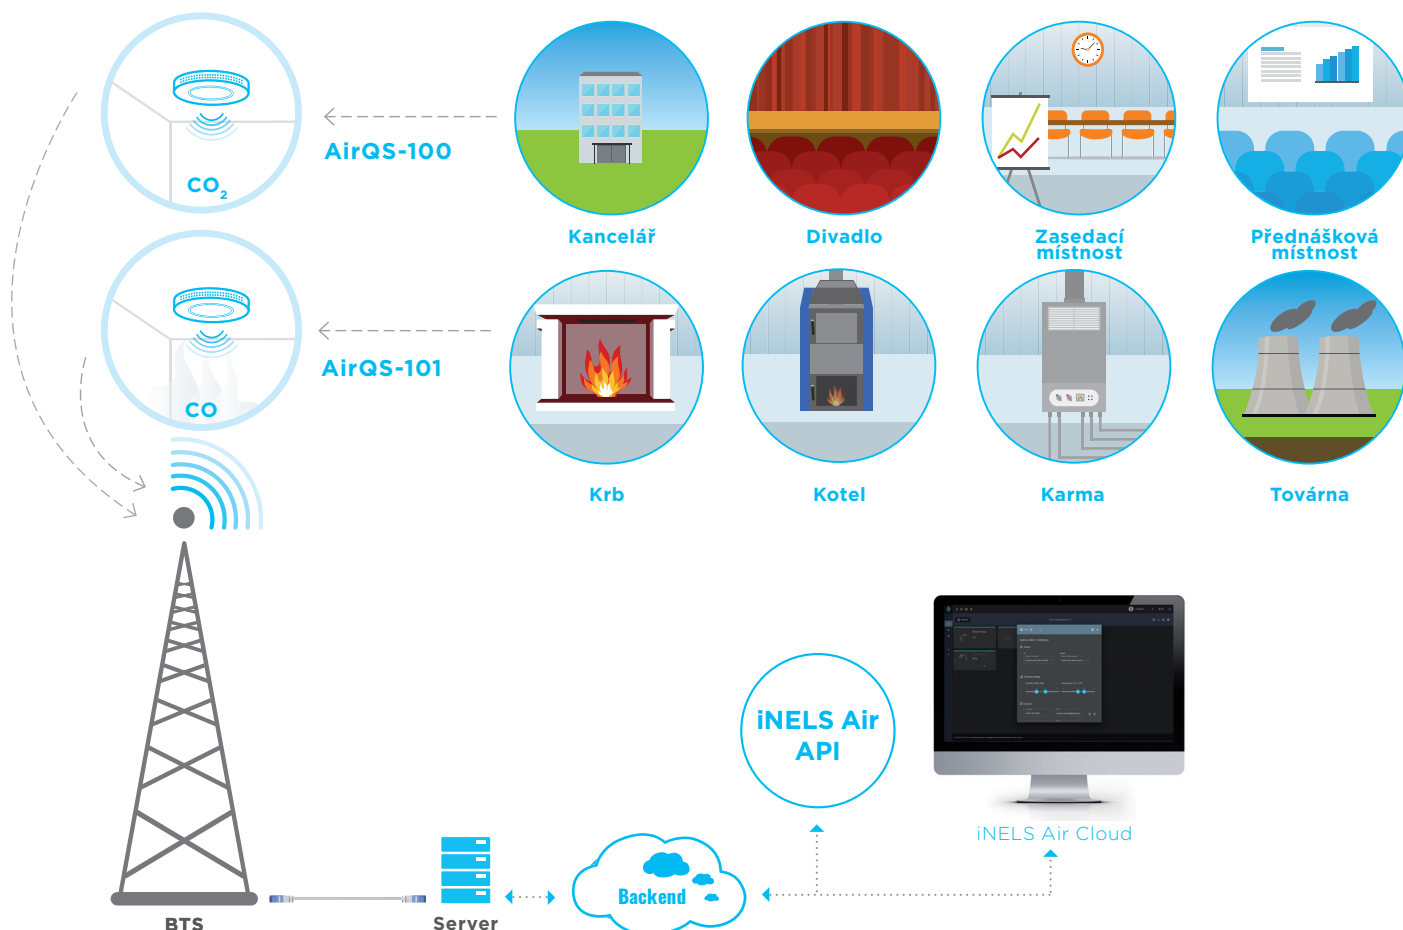 AirQS-100
CO₂
Kancelář
Divadlo
Zasedací
místnost
Přednášková
místnost
AirQS-101
CO
Krb
Kotel
Karma
Továrna
iNELS Air
API
iNELS Air Cloud
Backend
BTS
Server